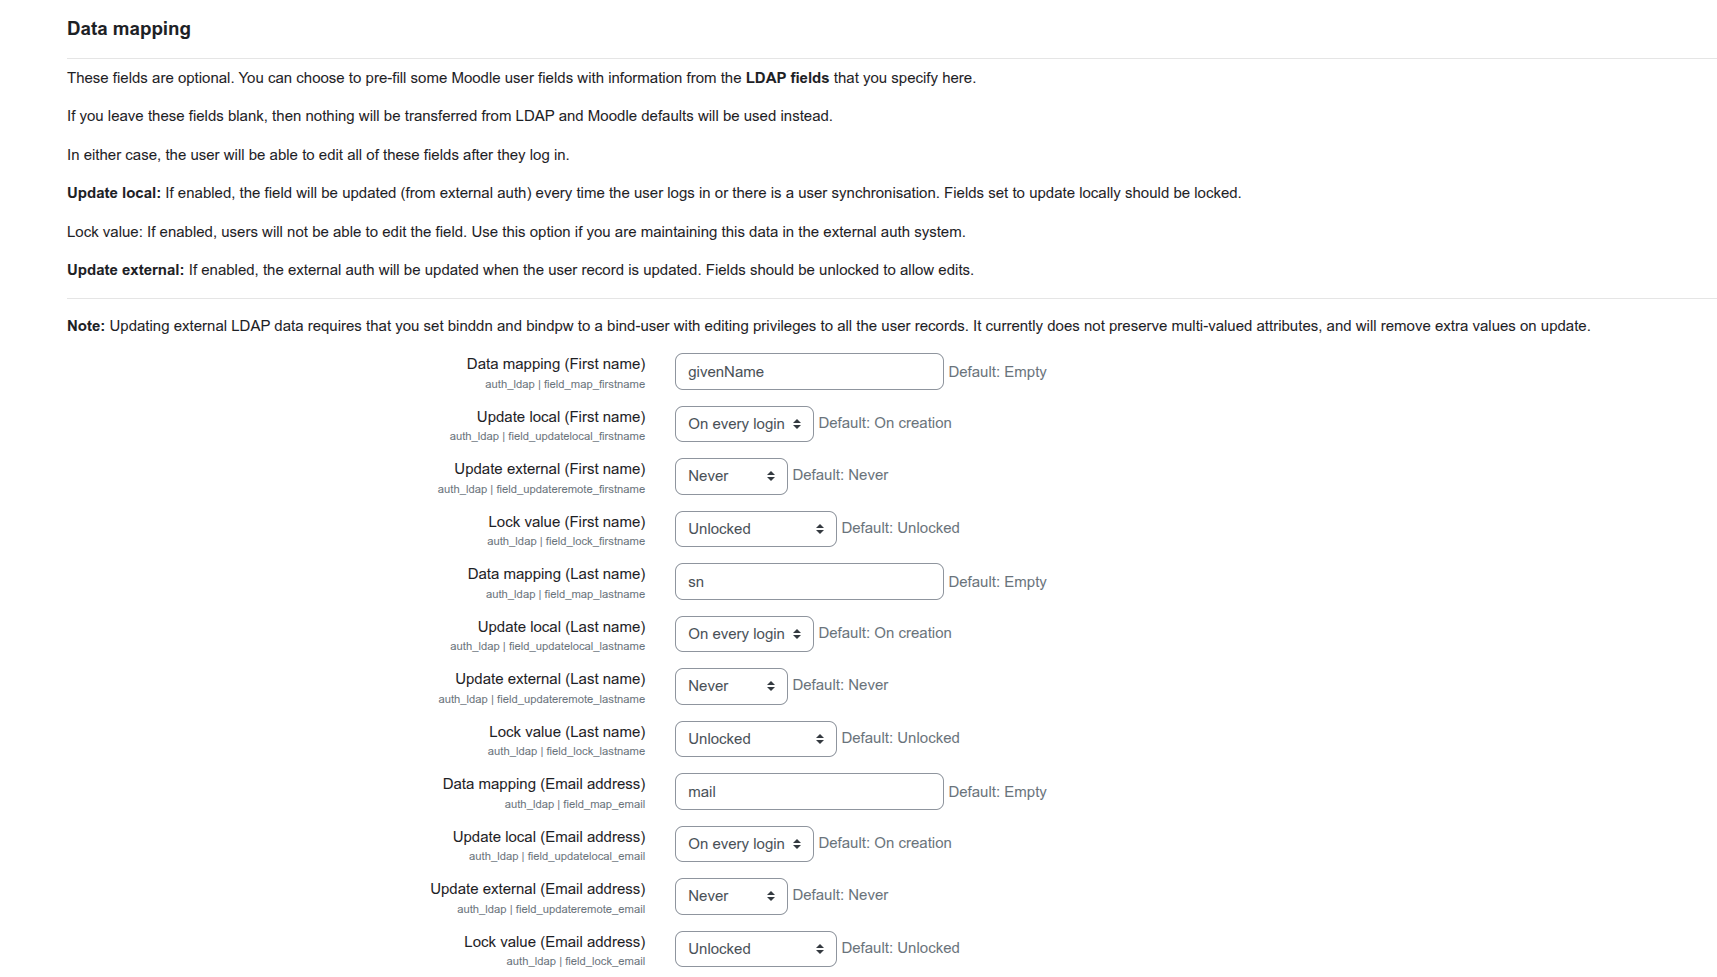 Data mapping
These fields are optional. You can choose to pre-fill some Moodle user fields with information from the LDAP fields that you specify here.
If you leave these fields blank, then nothing will be transferred from LDAP and Moodle defaults will be used instead.
In either case, the user will be able to edit all of these fields after they log in.
Update local: If enabled, the field will be updated (from external auth) every time the user logs in or there is a user synchronisation. Fields set to update locally should be locked.
Lock value: If enabled, users will not be able to edit the field. Use this option if you are maintaining this data in the external auth system.
Update external: If enabled, the external auth will be updated when the user record is updated. Fields should be unlocked to allow edits.
Note: Updating external LDAP data requires that you set binddn and bindpw to a bind-user with editing privileges to all the user records. It currently does not preserve multi-valued attributes, and will remove extra values on update.
Data mapping (First name) givenName Default: Empty
auth_ldap | field_map_firstname
Update local (First name) On every login Default: On creation
auth_ldap | field_updatelocal_firstname
Update external (First name) Never Default: Never
auth_ldap | field_updateremote_firstname
Lock value (First name) Unlocked Default: Unlocked
auth_ldap | field_lock_firstname
Data mapping (Last name) sn Default: Empty
auth_ldap | field_map_lastname
Update local (Last name) On every login Default: On creation
auth_ldap | field_updatelocal_lastname
Update external (Last name) Never Default: Never
auth_ldap | field_updateremote_lastname
Lock value (Last name) Unlocked Default: Unlocked
auth_ldap | field_lock_lastname
Data mapping (Email address) mail Default: Empty
auth_ldap | field_map_email
Update local (Email address) On every login Default: On creation
auth_ldap | field_updatelocal_email
Update external (Email address) Never Default: Never
auth_ldap | field_updateremote_email
Lock value (Email address) Unlocked Default: Unlocked
auth_ldap | field_lock_email